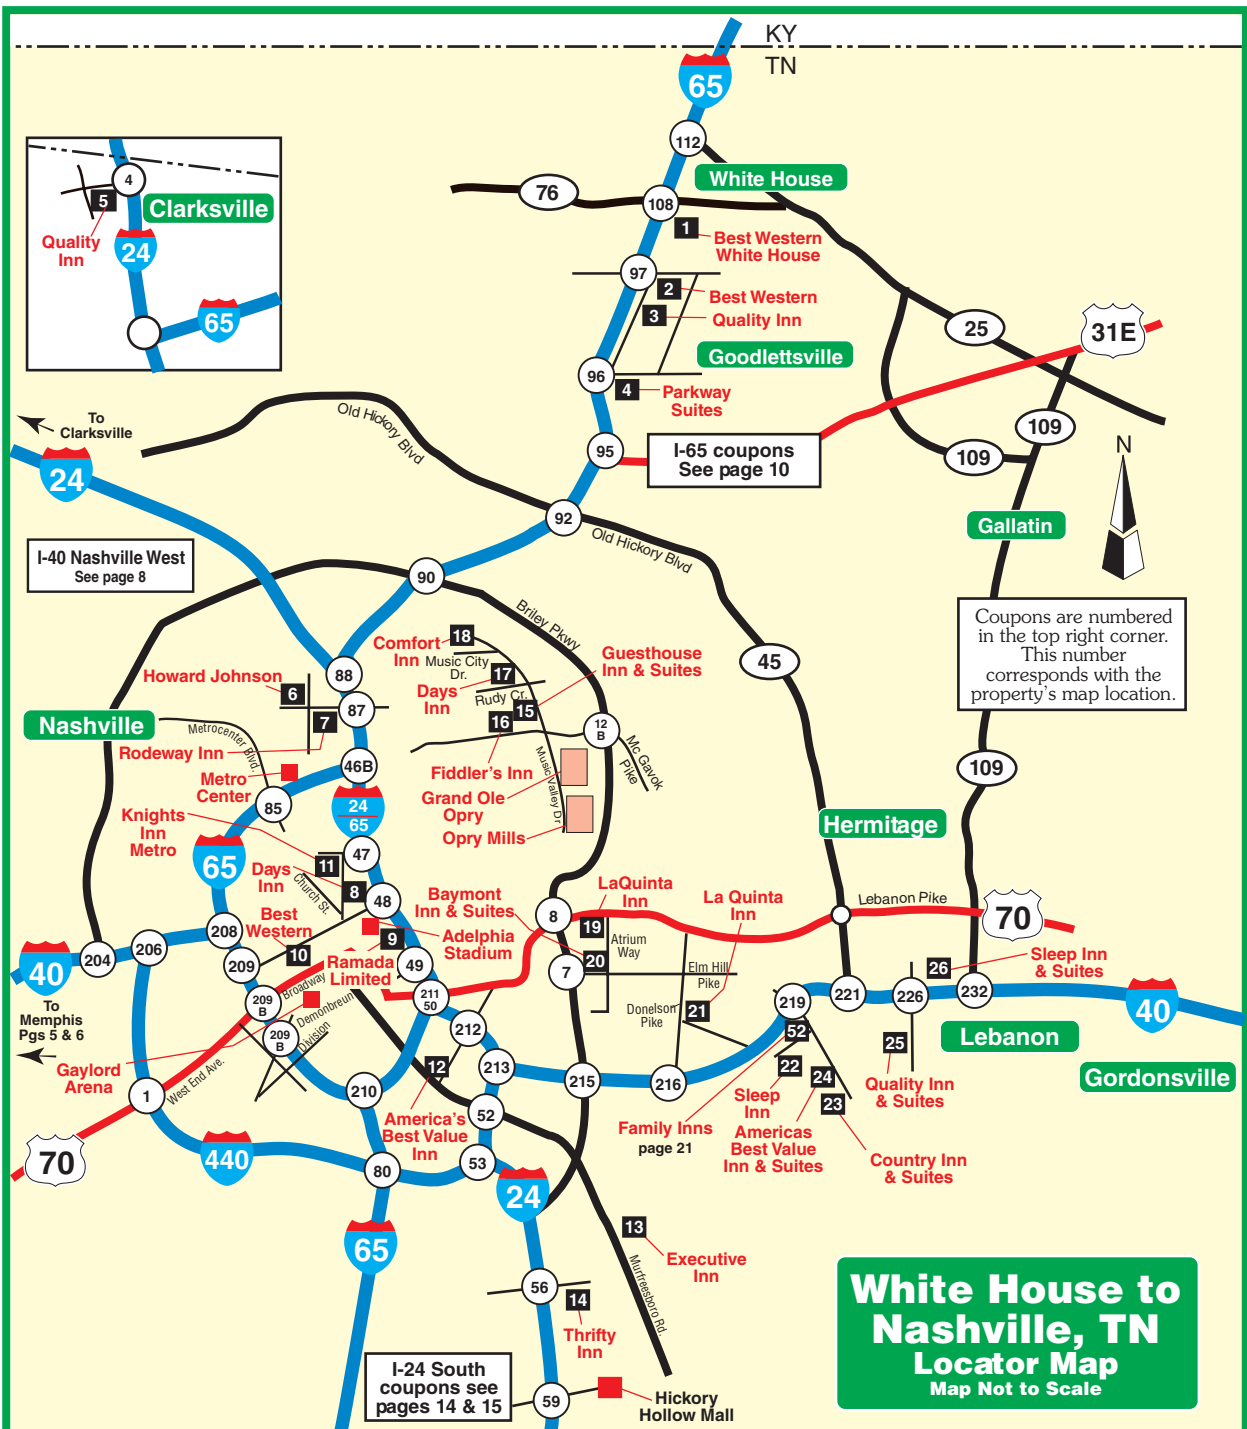 KY
TN
65
112
White House
76
108
1
Best Western
White House
97
2
Best Western
3
Quality Inn
Goodlettsville
25
31E
96
4
Parkway
Suites
109
109
95
I-65 coupons
See page 10
N
4
5
Clarksville
Quality
Inn
24
65
To
Clarksville
24
Old Hickory Blvd
92
Old Hickory Blvd
Gallatin
I-40 Nashville West
See page 8
90
Briley Pkwy
Coupons are numbered
in the top right corner.
This number
corresponds with the
property's map location.
45
18
Comfort
Inn
Music City
Dr.
17
Days
Inn
Rudy Cr.
Guesthouse
Inn & Suites
15
16
12
B
Mc Gavok
Pike
Music Valley Dr
Fiddler's Inn
Grand Ole
Opry
Opry Mills
88
Howard Johnson
6
87
7
Nashville
Metrocenter Blvd.
Rodeway Inn
46B
Metro
Center
85
24
65
109
Hermitage
Knights
Inn
Metro
65
47
11
Days
Inn
8
Church St.
48
Baymont
Inn & Suites
LaQuinta
Inn
La Quinta
Inn
Lebanon Pike
70
8
19
Atrium
Way
20
7
Elm Hill
Pike
Donelson
Pike
21
Best
Western
10
208
206
204
40
209
9
Adelphia
Stadium
Ramada
Limited
49
211
50
209
B
Broadway
Demonbreun
Division
209
B
To
Memphis
Pgs 5 & 6
Gaylord
Arena
1
West End Ave.
70
440
212
213
12
210
America's
Best Value
Inn
52
53
80
215
216
219
52
221
226
232
26
Sleep Inn
& Suites
40
Lebanon
Gordonsville
25
Quality Inn
& Suites
22
24
23
Sleep
Inn
Family Inns
page 21
Americas
Best Value
Inn & Suites
Country Inn
& Suites
24
65
13
Executive
Inn
Murfreesboro Rd.
56
14
Thrifty
Inn
I-24 South
coupons see
pages 14 & 15
59
Hickory
Hollow Mall
White House to
Nashville, TN
Locator Map
Map Not to Scale